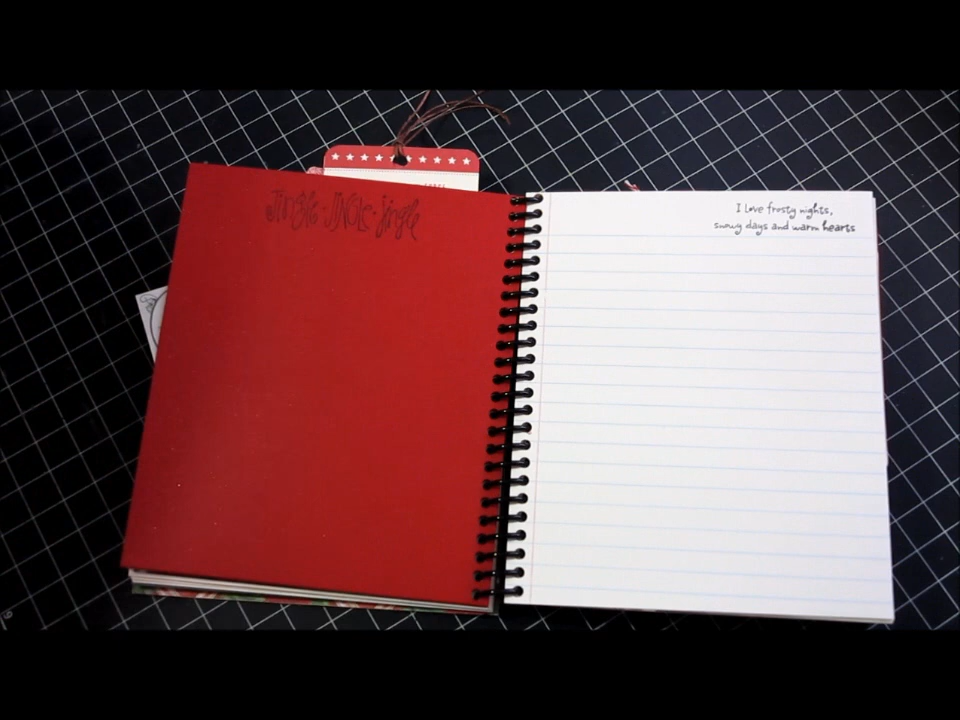 Jingle • JINGle • jingle
I Love frosty nights,
snowy days and warm hearts